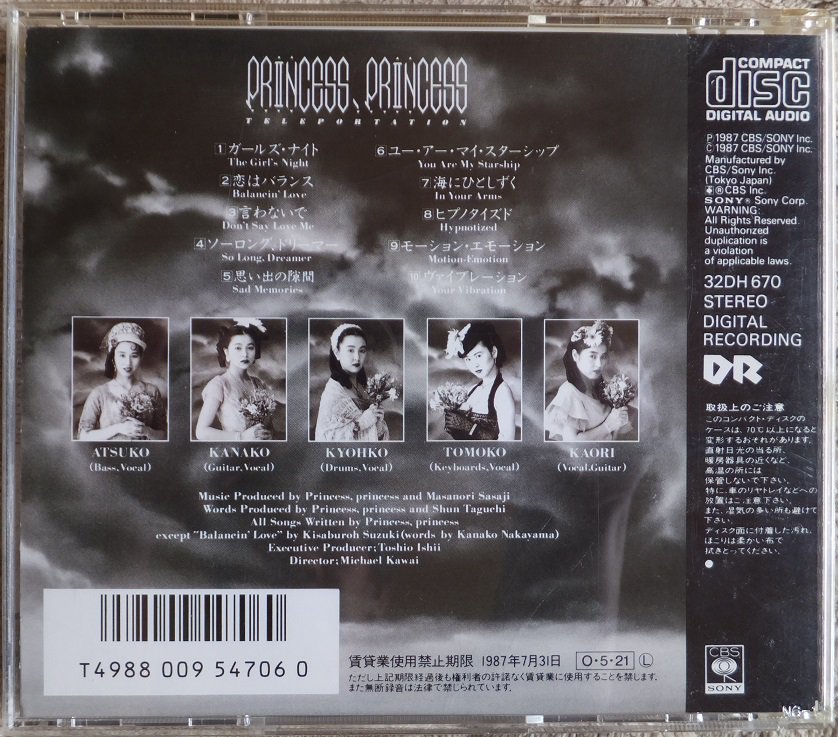 PRINCESS, PRINCESS
TELEPORTATION
1 ガールズ・ナイト
The Girl's Night
2 恋はバランス
Balancin' Love
3 言わないで
Don't Say Love Me
4 ソーロング、ドリーマー
So Long, Dreamer
5 思い出の隙間
Sad Memories
6 ユー・アー・マイ・スターシップ
You Are My Starship
7 海にひとしずく
In Your Arms
8 ヒプノタイズド
Hypnotized
9 モーション・エモーション
Motion-Emotion
10 ヴァイブレーション
Your Vibration
ATSUKO
(Bass, Vocal)
KANAKO
(Guitar, Vocal)
KYOHKO
(Drums, Vocal)
TOMOKO
(Keyboards, Vocal)
KAORI
(Vocal, Guitar)
Music Produced by Princess, princess and Masanori Sasaji
Words Produced by Princess, princess and Shun Taguchi
All Songs Written by Princess, princess
except "Balancin' Love" by Kisaburoh Suzuki (words by Kanako Nakayama)
Executive Producer; Toshio Ishii
Director; Michael Kawai
T4988 009 54706 0
賃貸業使用禁止期限 1987年7月31日 O・5・21 Ⓛ
ただし上記期限経過後も権利者の許諾なく賃貸業に使用することを禁じます。
また無断録音は法律で禁じられています。
COMPACT
disc
DIGITAL AUDIO
Ⓟ1987 CBS/SONY Inc.
Ⓒ1987 CBS/SONY Inc.
Manufactured by
CBS/Sony Inc.
(Tokyo Japan)
® CBS Inc.
SONY® Sony Corp.
WARNING:
All Rights Reserved.
Unauthorized
duplication is
a violation
of applicable laws.
32DH 670
STEREO
DIGITAL
RECORDING
DR
取扱上のご注意
このコンパクト・ディスクの
ケースは、70℃以上になると
変形するおそれがあります。
直射日光の当る所、
暖房器具の近くなど、
高温の所には
保管しないで下さい。
特に、車のリヤトレイなどへの
放置はご注意下さい。
また、湿気の多い所も避けて
下さい。
ディスク面に付着した汚れ、
ほこりは柔かい布で
拭きとってください。
CBS
SONY